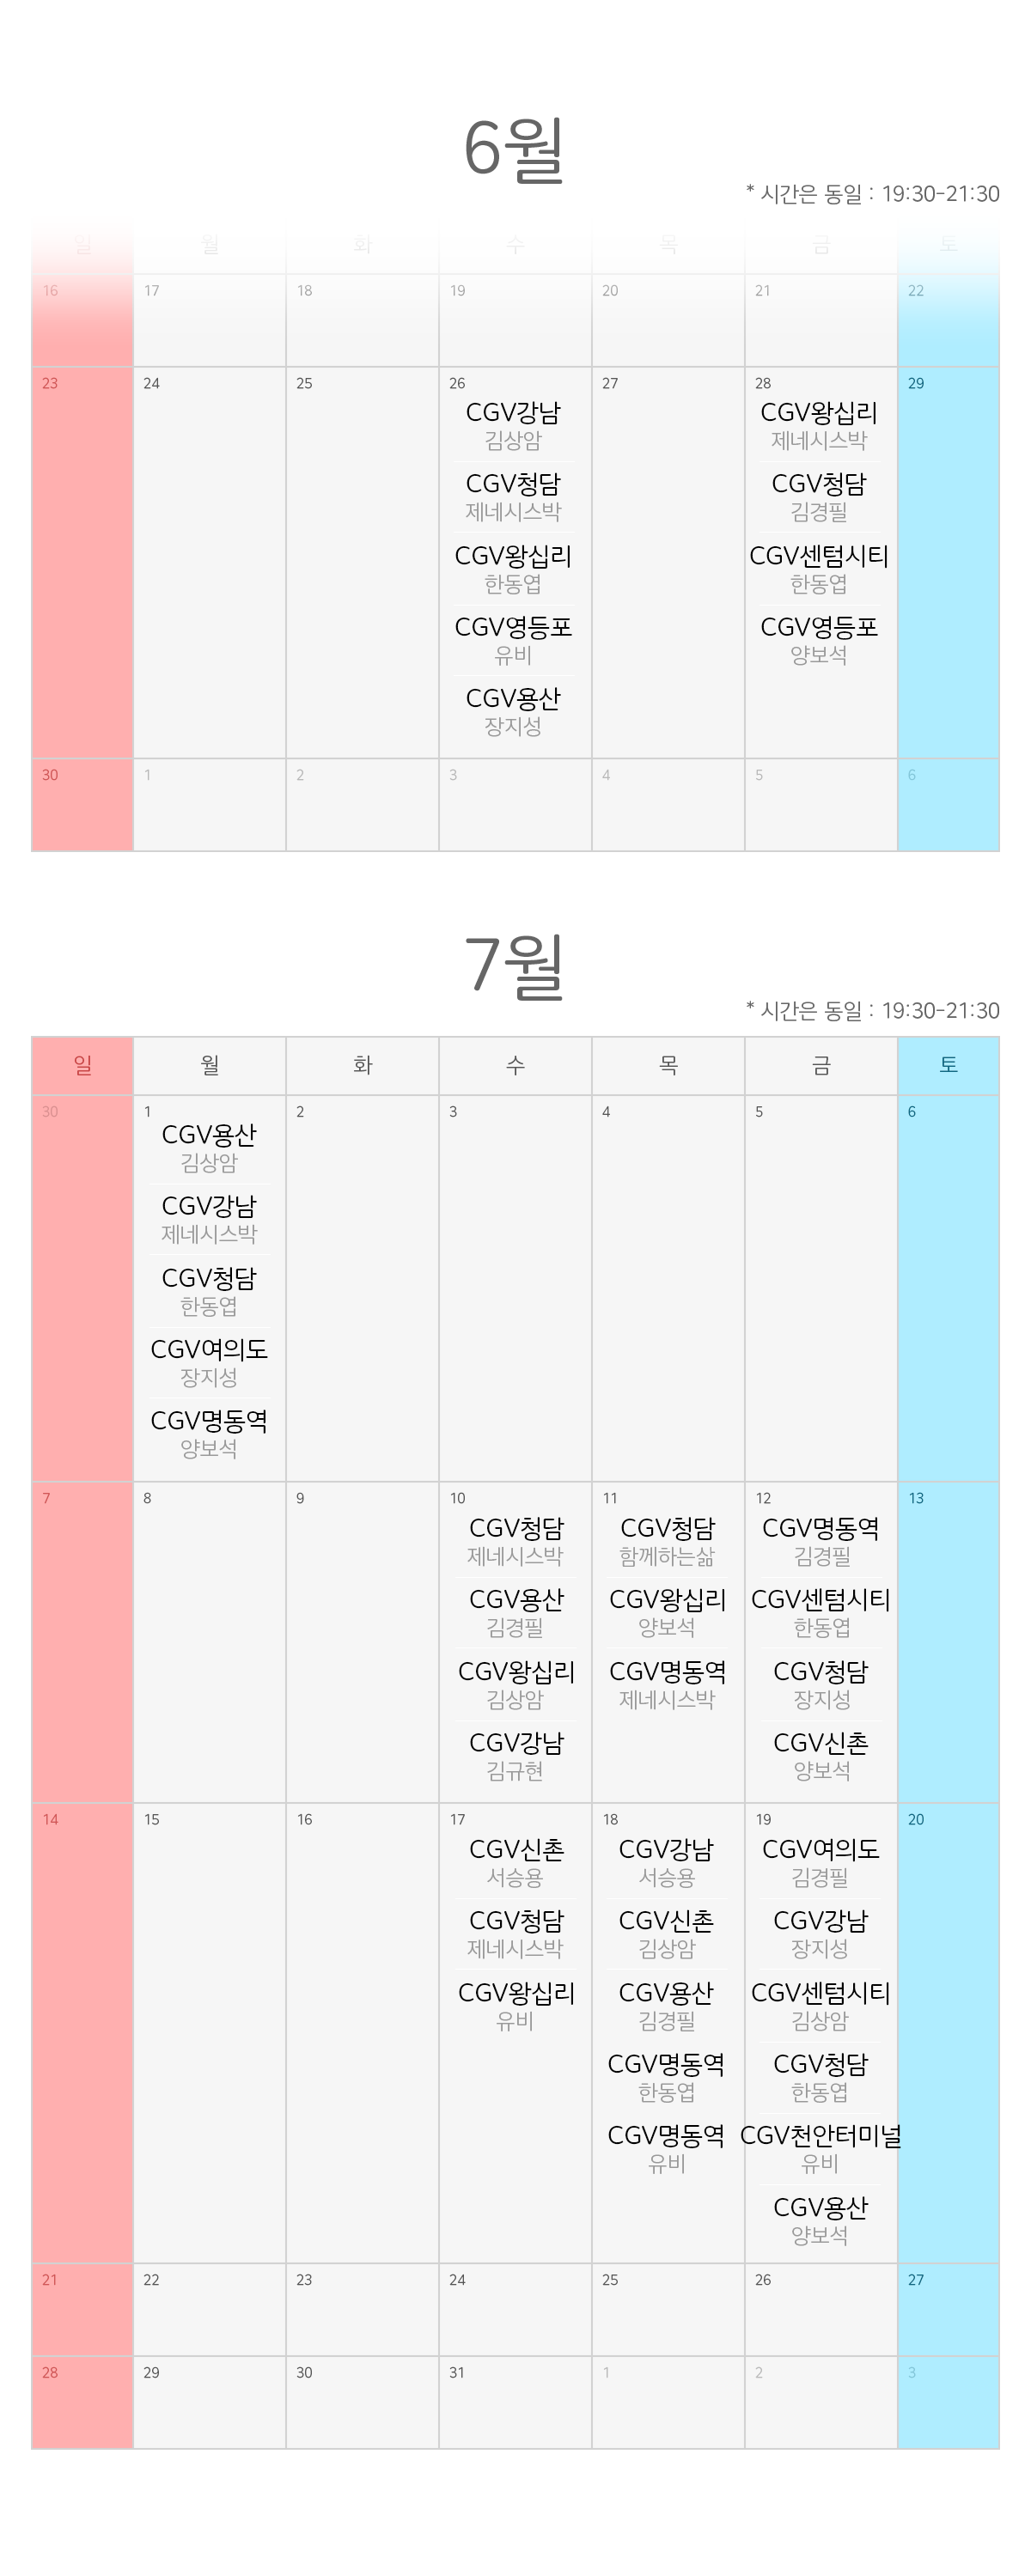 6월
* 시간은 동일 : 19:30-21:30
일 월 화 수 목 금 토
16 17 18 19 20 21 22
23 24 25 26 27 28 29
CGV강남 CGV왕십리
김상암 제네시스박
CGV청담 CGV청담
제네시스박 김경필
CGV왕십리 CGV센텀시티
한동엽 한동엽
CGV영등포 CGV영등포
유비 양보석
CGV용산
장지성
30 1 2 3 4 5 6
7월
* 시간은 동일 : 19:30-21:30
일 월 화 수 목 금 토
30 1 2 3 4 5 6
CGV용산
김상암
CGV강남
제네시스박
CGV청담
한동엽
CGV여의도
장지성
CGV명동역
양보석
7 8 9 10 11 12 13
CGV청담 CGV청담 CGV명동역
제네시스박 함께하는삶 김경필
CGV용산 CGV왕십리 CGV센텀시티
김경필 양보석 한동엽
CGV왕십리 CGV명동역 CGV청담
김상암 제네시스박 장지성
CGV강남 CGV신촌
김규현 양보석
14 15 16 17 18 19 20
CGV신촌 CGV강남 CGV여의도
서승용 서승용 김경필
CGV청담 CGV신촌 CGV강남
제네시스박 김상암 장지성
CGV왕십리 CGV용산 CGV센텀시티
유비 김경필 김상암
CGV명동역 CGV청담
한동엽 한동엽
CGV명동역 CGV천안터미널
유비 유비
CGV용산
양보석
21 22 23 24 25 26 27
28 29 30 31 1 2 3